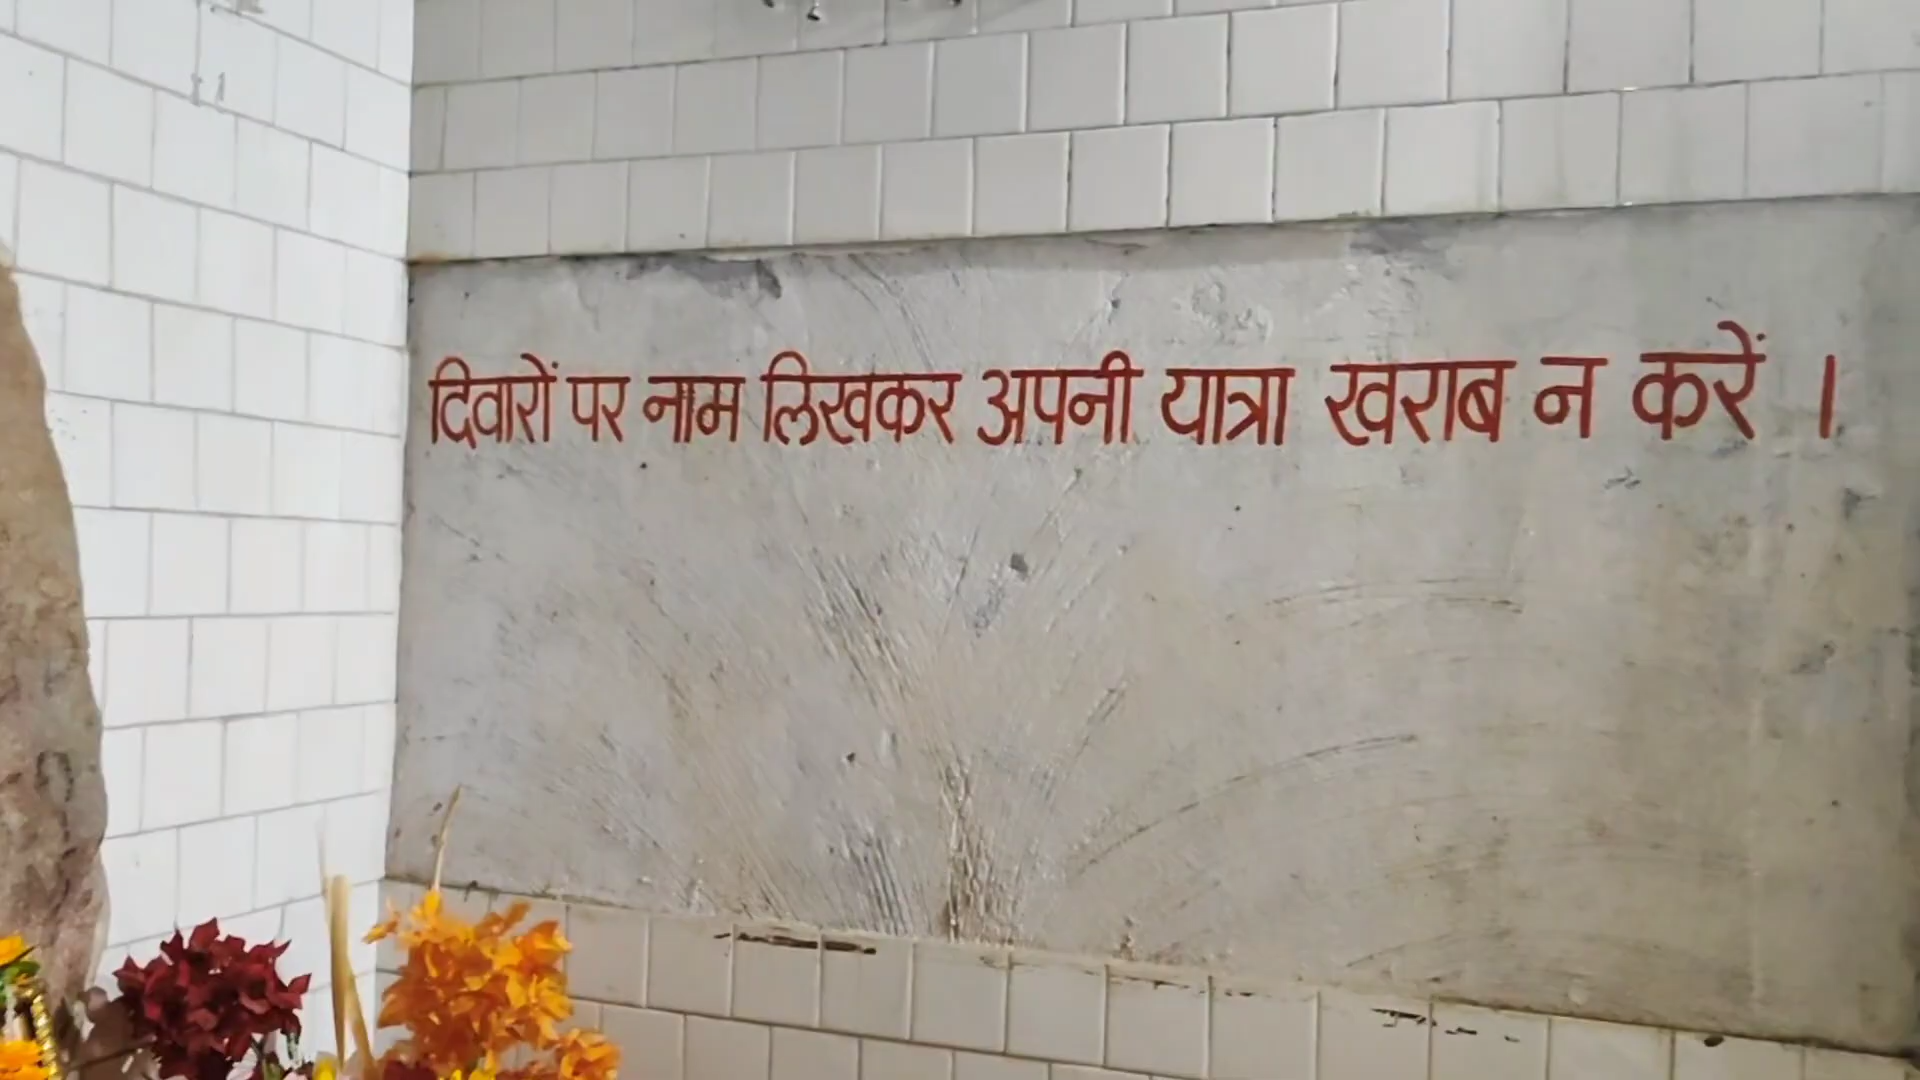 दिवारों पर नाम लिखकर अपनी यात्रा खराब न करें ।